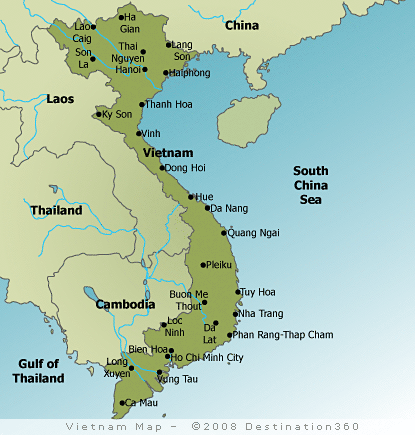 Ha
Gian
China
Lao
Caig
Thai
Nguyen
Lang
Son
Son
La
Hanoi
Haiphong
Laos
Thanh Hoa
Ky Son
Vinh
Vietnam
Dong Hoi
South
China
Sea
Thailand
Hue
Da Nang
Quang Ngai
Pleiku
Buon Me
Thout
Tuy Hoa
Cambodia
Nha Trang
Loc
Ninh
Da
Lat
Phan Rang-Thap Cham
Bien Hoa
Ho Chi Minh City
Gulf of
Thailand
Long
Xuyen
Vung Tau
Ca Mau
Vietnam Map - ©2008 Destination360